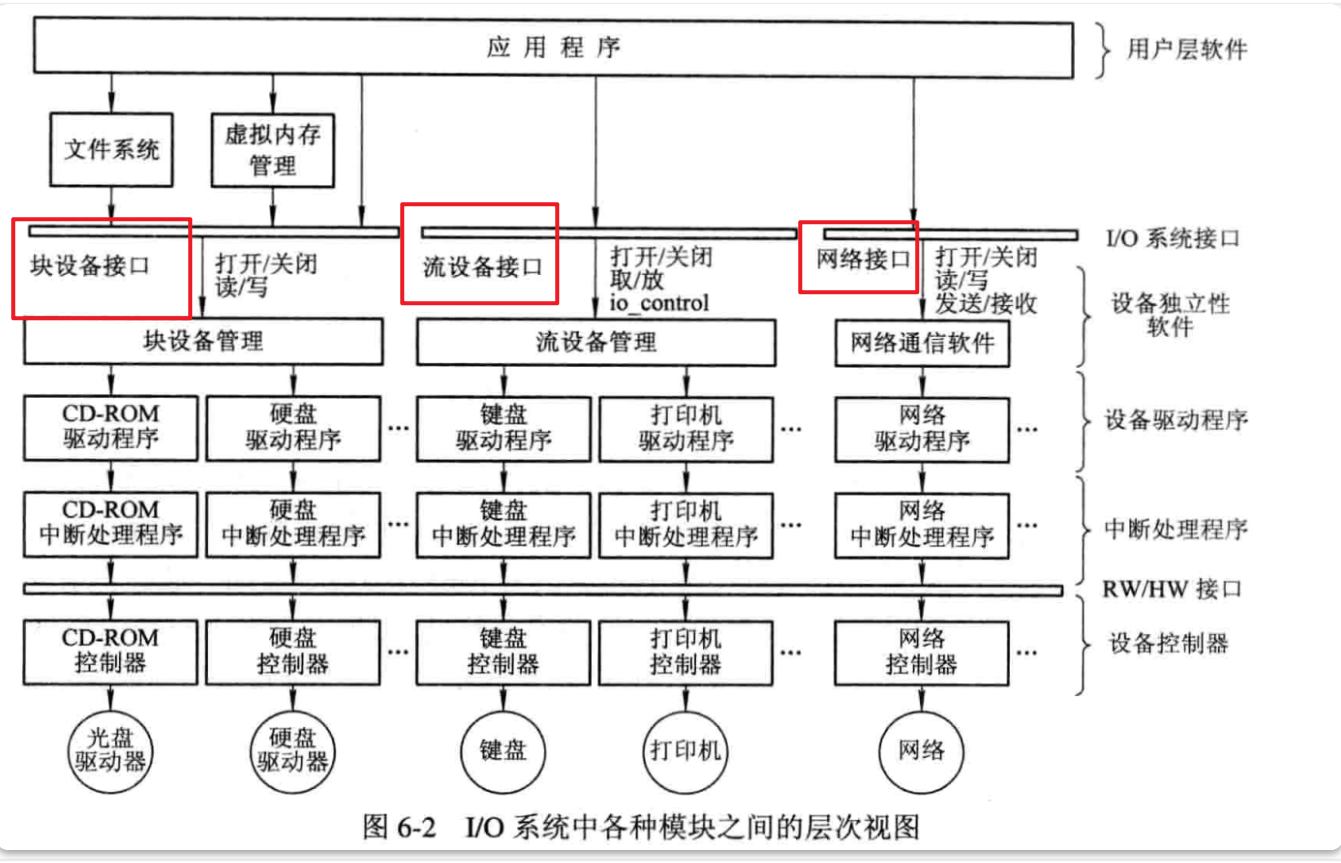 应用程序
用户层软件
文件系统
虚拟内存
管理
I/O 系统接口
块设备接口
打开/关闭
读/写
流设备接口
打开/关闭
取/放
io_control
网络接口
打开/关闭
读/写
发送/接收
设备独立性
软件
块设备管理
流设备管理
网络通信软件
CD-ROM
驱动程序
硬盘
驱动程序
…
键盘
驱动程序
打印机
驱动程序
…
网络
驱动程序
…
设备驱动程序
CD-ROM
中断处理程序
硬盘
中断处理程序
…
键盘
中断处理程序
打印机
中断处理程序
…
网络
中断处理程序
…
中断处理程序
RW/HW 接口
CD-ROM
控制器
硬盘
控制器
…
键盘
控制器
打印机
控制器
…
网络
控制器
…
设备控制器
光盘
驱动器
硬盘
驱动器
键盘
打印机
网络
图 6-2 I/O 系统中各种模块之间的层次视图